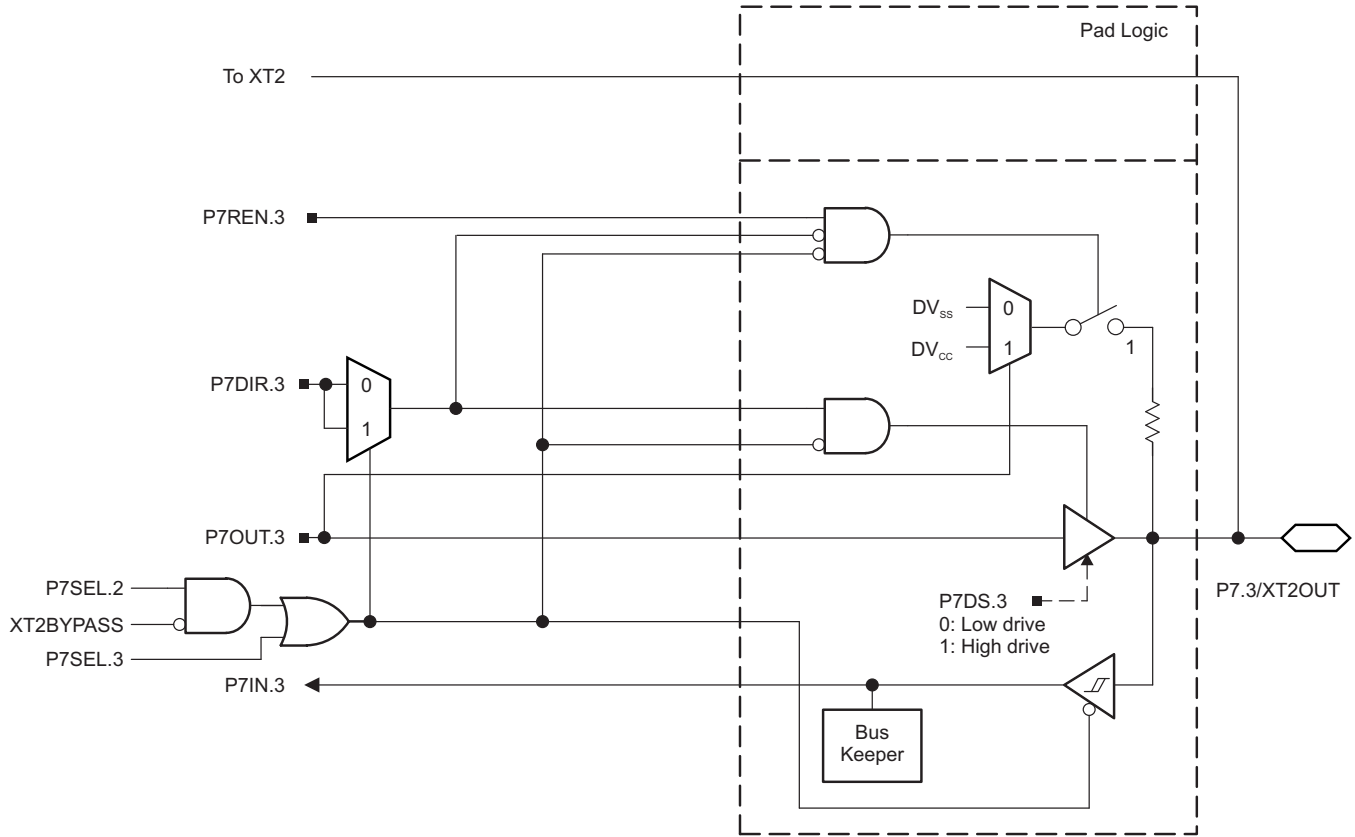 Pad Logic
To XT2
P7REN.3
DVSS
0
DVCC
1
1
P7DIR.3
0
1
P7OUT.3
P7SEL.2
XT2BYPASS
P7SEL.3
P7DS.3
0: Low drive
1: High drive
P7.3/XT2OUT
P7IN.3
Bus
Keeper